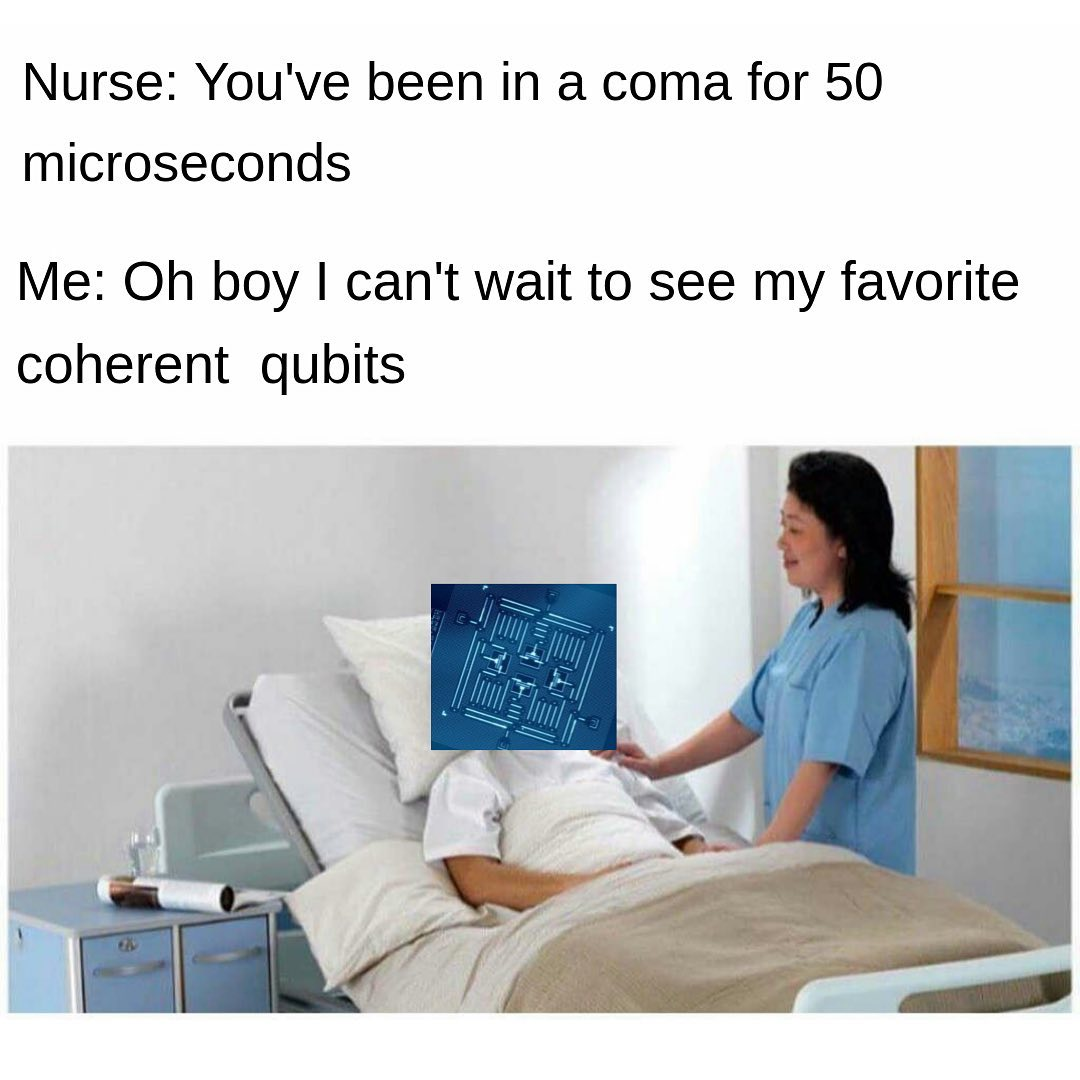 Nurse: You've been in a coma for 50
microseconds
Me: Oh boy I can't wait to see my favorite
coherent  qubits